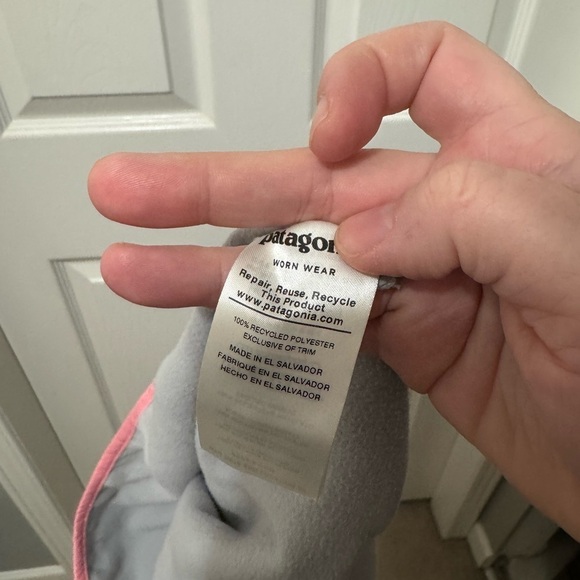 WORN WEAR
Repair, Reuse, Recycle
This Product
www.patagonia.com
100% RECYCLED POLYESTER
EXCLUSIVE OF TRIM
MADE IN EL SALVADOR
FABRIQUÉ EN EL SALVADOR
HECHO EN EL SALVADOR